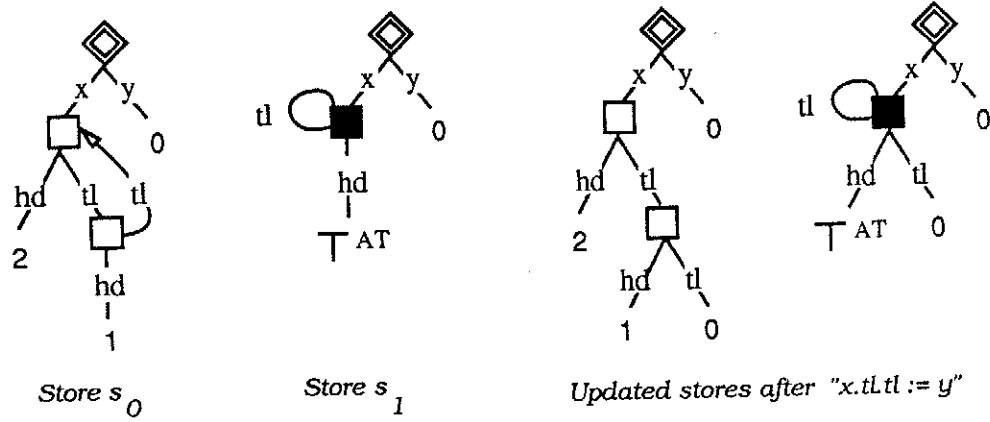 x y x y x y x y
tl 0 0 tl 0
0
hd tl tl hd hd tl hd tl
2 T AT 2 T AT 0
hd hd tl
1 1 0
Store s0 Store s1 Updated stores after "x.tl.tl := y"